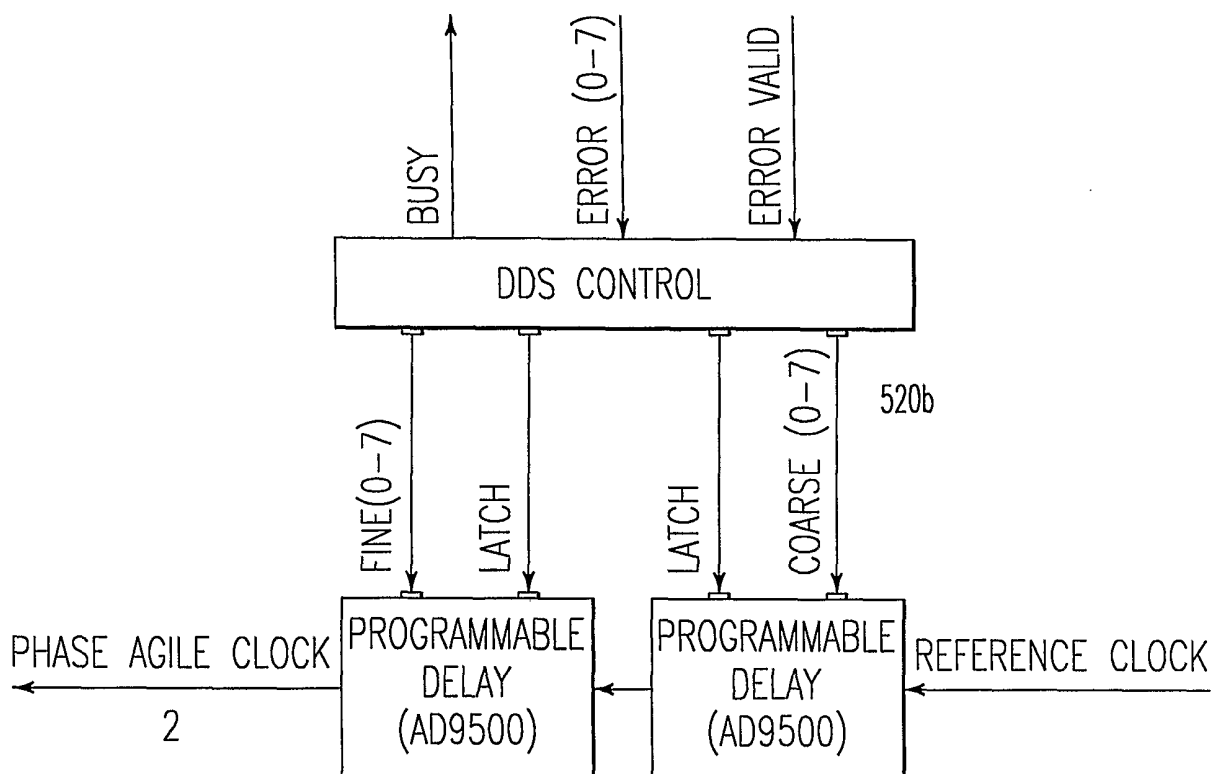 BUSY
ERROR (0-7)
ERROR VALID
DDS CONTROL
FINE(0-7)
LATCH
LATCH
COARSE (0-7)
520b
PHASE AGILE CLOCK
2
PROGRAMMABLE
DELAY
(AD9500)
PROGRAMMABLE
DELAY
(AD9500)
REFERENCE CLOCK